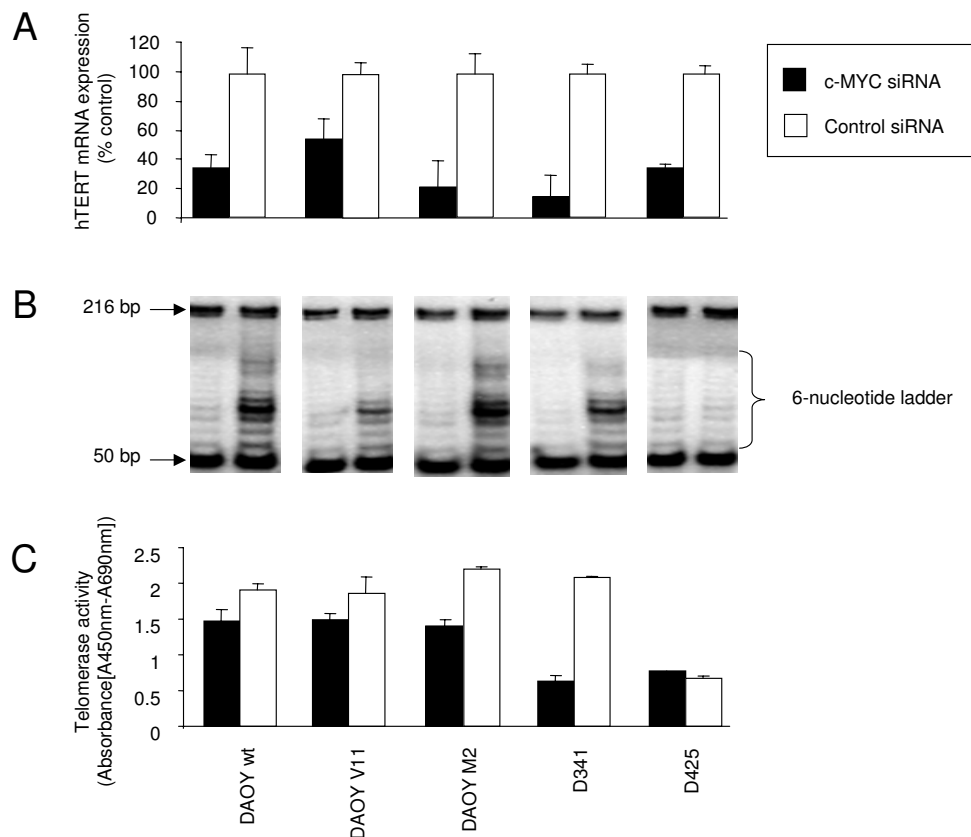 A
hTERT mRNA expression
(% control)
120
100
80
60
40
20
0
c-MYC siRNA
Control siRNA
B
216 bp
50 bp
6-nucleotide ladder
C
Telomerase activity
(Absorbance[A450nm-A690nm])
2.5
2
1.5
1
0.5
0
DAOY wt
DAOY V11
DAOY M2
D341
D425